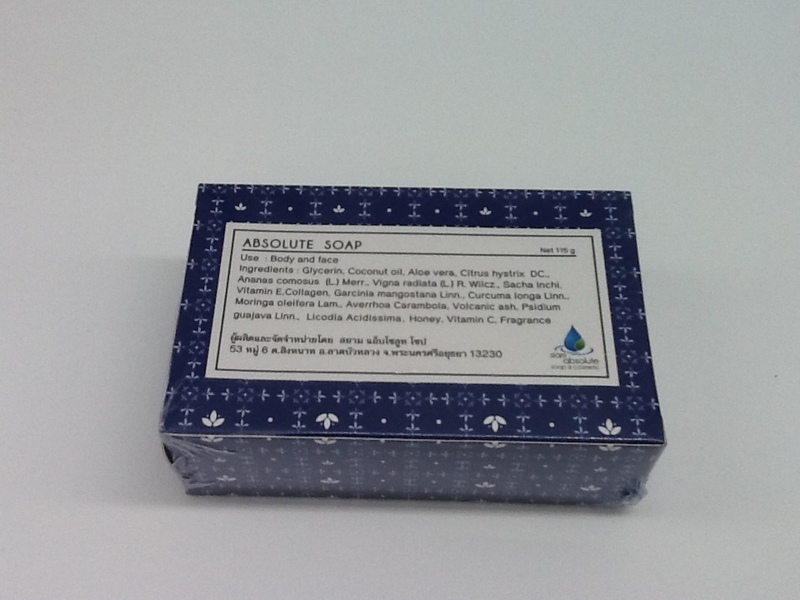 ABSOLUTE SOAP
Net 115 g
Use : Body and face
Ingredients : Glycerin, Coconut oil, Aloe vera, Citrus hystrix DC.,
Ananas comosus (L.) Merr., Vigna radiata (L.) R. Wilcz., Sacha Inchi,
Vitamin E,Collagen, Garcinia mangostana Linn., Curcuma longa Linn.,
Moringa oleifera Lam., Averrhoa Carambola, Volcanic ash, Psidium
guajava Linn., Licodia Acidissima, Honey, Vitamin C, Fragrance
ผู้ผลิตและจัดจำหน่ายโดย สยาม แอ็บโซลูท โซป
53 หมู่ 6 ต.สิงหนาท อ.ลาดบัวหลวง จ.พระนครศรีอยุธยา 13230
siam
absolute
soap & cosmetic